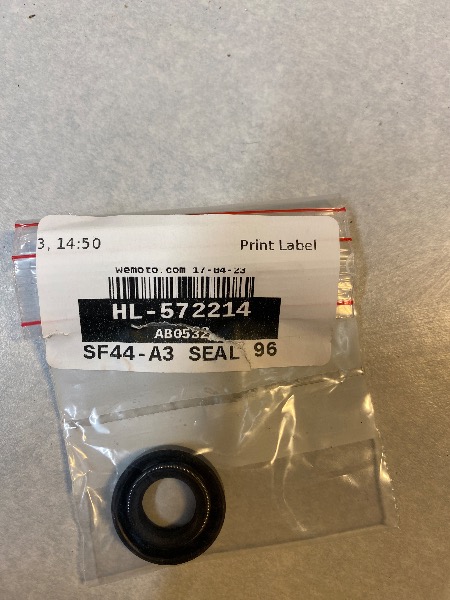 3, 14:50 Print Label
wemoto.com 17-04-23
HL-572214
AB0532
SF44-A3 SEAL 96